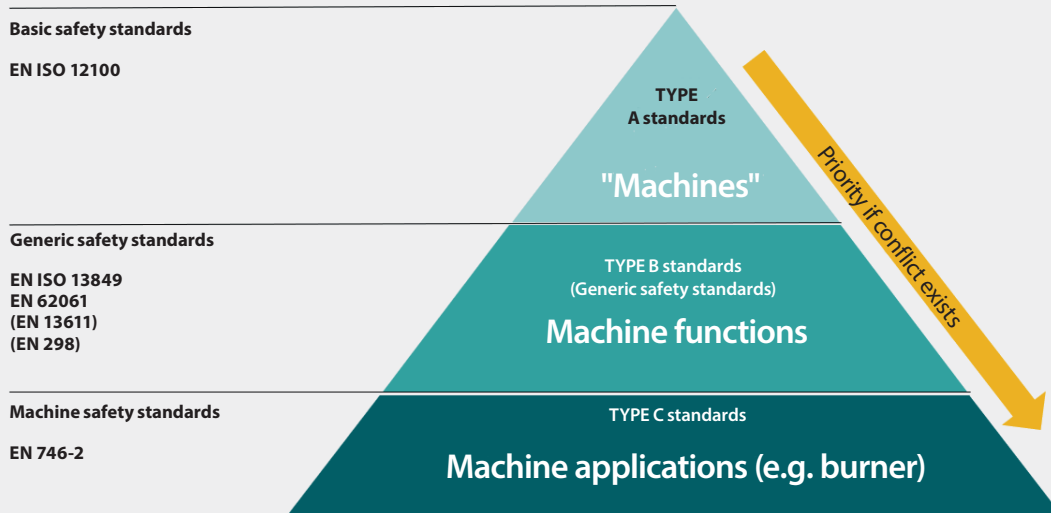 Basic safety standards
EN ISO 12100
TYPE
A standards
"Machines"
Priority if conflict exists
Generic safety standards
EN ISO 13849
EN 62061
(EN 13611)
(EN 298)
TYPE B standards
(Generic safety standards)
Machine functions
Machine safety standards
EN 746-2
TYPE C standards
Machine applications (e.g. burner)